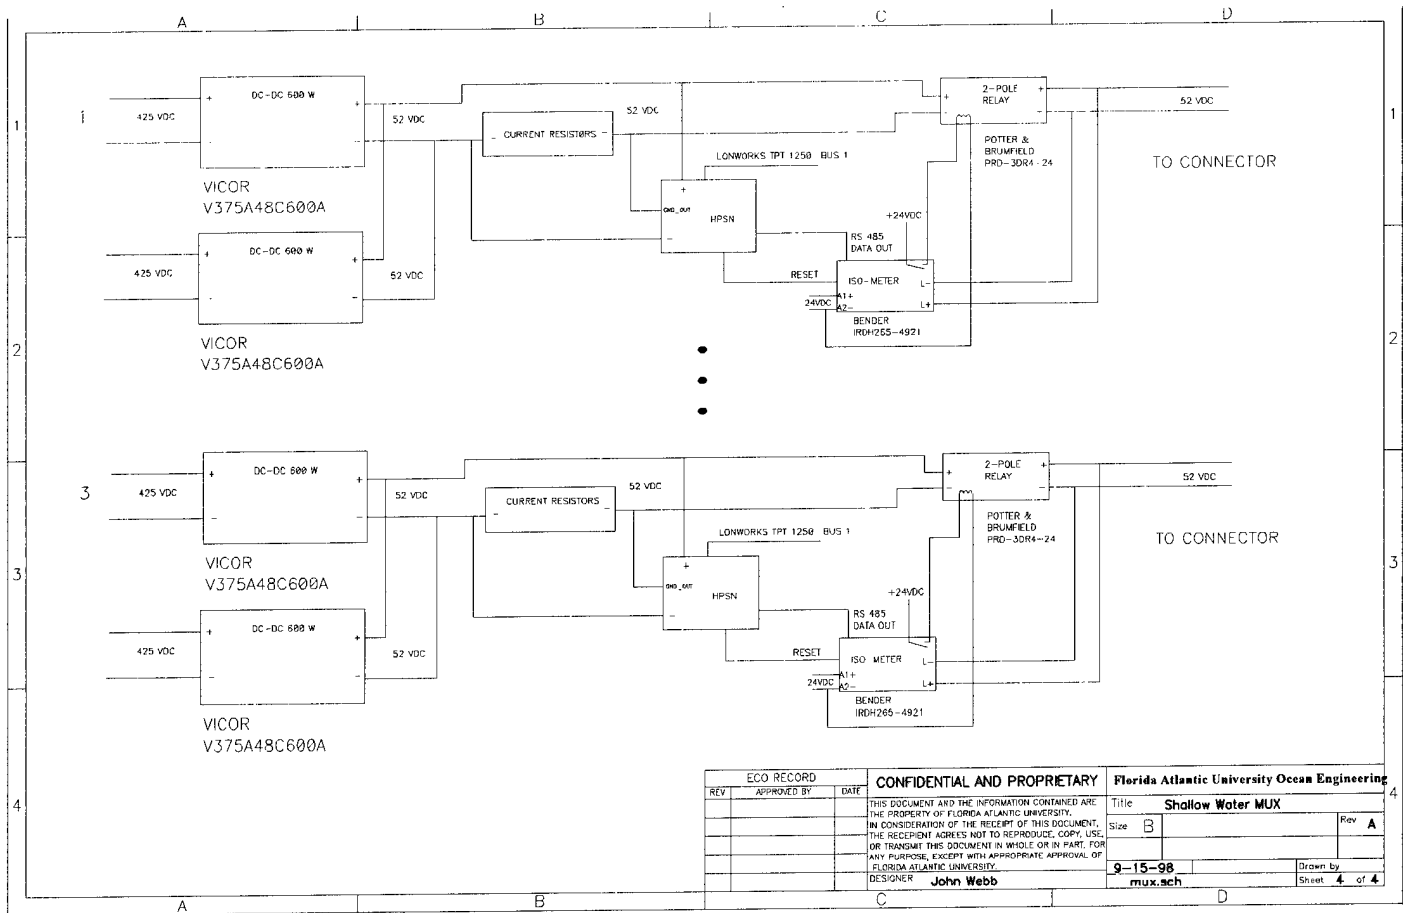 A B C D
1
1
1
DC-DC 600 W
+ +
425 VDC
52 VDC
VICOR
V375A48C600A
CURRENT RESISTORS
52 VDC
LONWORKS TPT 1250 BUS 1
+
GND_OUT
HPSN
-
2-POLE
RELAY
+ +
52 VDC
POTTER &
BRUMFIELD
PRD-3DR4-24
TO CONNECTOR
DC-DC 600 W
+ +
425 VDC
52 VDC
VICOR
V375A48C600A
+24VDC
RS 485
DATA OUT
RESET
ISO-METER
L-
L+
A1+
24VDC
A2-
BENDER
IRDH265-4921
2
2
3
DC-DC 600 W
+ +
425 VDC
52 VDC
VICOR
V375A48C600A
CURRENT RESISTORS
52 VDC
LONWORKS TPT 1250 BUS 1
+
GND_OUT
HPSN
-
2-POLE
RELAY
+ +
52 VDC
POTTER &
BRUMFIELD
PRD-3DR4-24
TO CONNECTOR
3
3
DC-DC 600 W
+ +
425 VDC
52 VDC
VICOR
V375A48C600A
+24VDC
RS 485
DATA OUT
RESET
ISO METER
L-
L+
A1+
24VDC
A2-
BENDER
IRDH265-4921
4
4
ECO RECORD
REV APPROVED BY DATE
CONFIDENTIAL AND PROPRIETARY
THIS DOCUMENT AND THE INFORMATION CONTAINED ARE
THE PROPERTY OF FLORIDA ATLANTIC UNIVERSITY.
IN CONSIDERATION OF THE RECEIPT OF THIS DOCUMENT,
THE RECEPIENT AGREES NOT TO REPRODUCE, COPY, USE,
OR TRANSMIT THIS DOCUMENT IN WHOLE OR IN PART, FOR
ANY PURPOSE, EXCEPT WITH APPROPRIATE APPROVAL OF
FLORIDA ATLANTIC UNIVERSITY.
DESIGNER John Webb
Florida Atlantic University Ocean Engineering
Title Shallow Water MUX
Size B
Rev A
9-15-98
Drawn by
mux.sch
Sheet 4 of 4
A B C D